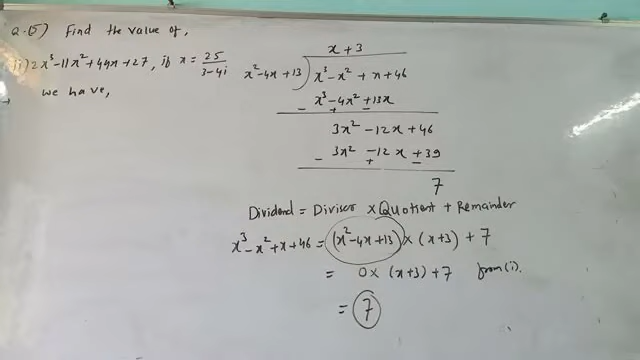 Q.(5) Find the value of,
ii) 2x³-11x²+44x+27, if x = 25/3-4i
we have,
x+3
x²-4x+13 ) x³-x²+x+46
x³-4x²+13x
- + -
3x²-12x+46
3x²-12x+39
- + -
7
Dividend = Divisor × Quotient + Remainder
x³-x²+x+46 = (x²-4x+13) × (x+3) + 7
= 0 × (x+3) + 7 from (i).
= 7